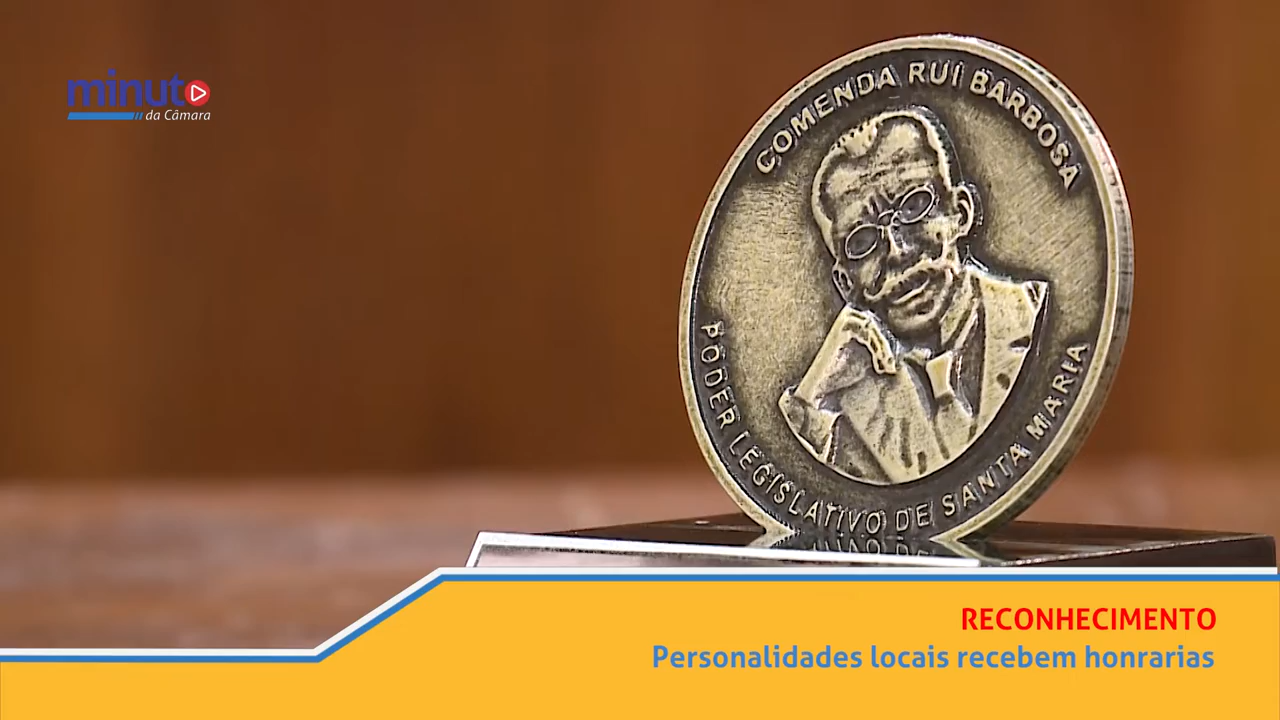 minuto
da Câmara
COMENDA RUI BARBOSA
PODER LEGISLATIVO DE SANTA MARIA
RECONHECIMENTO
Personalidades locais recebem honrarias